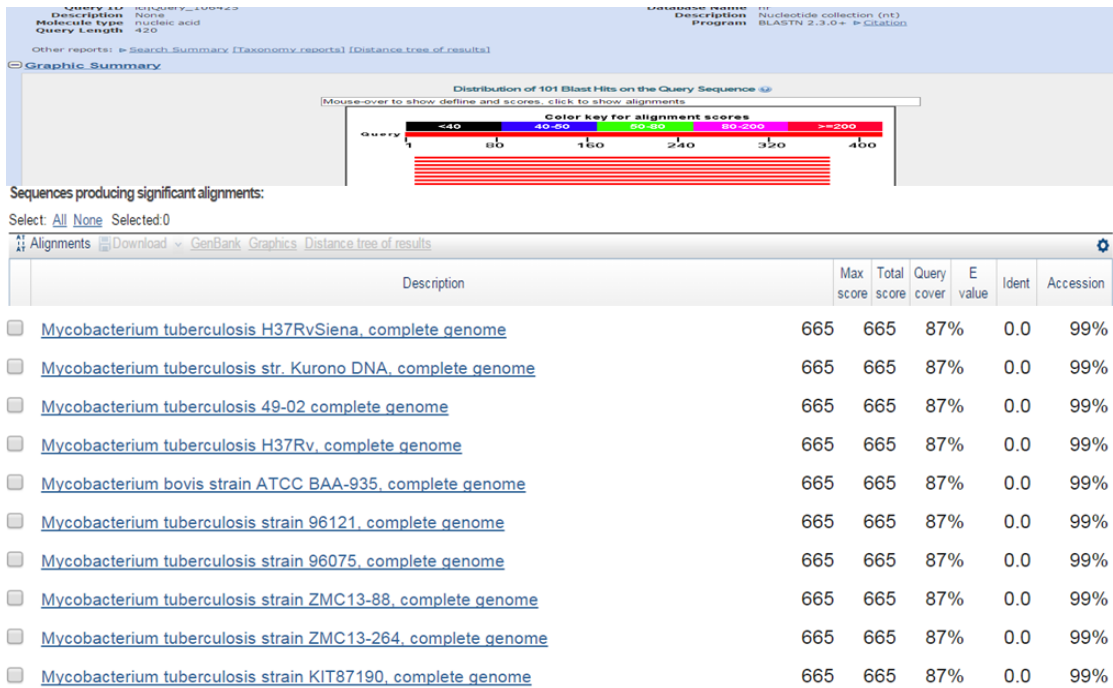 Query ID lcl|Query_106425
Description None
Molecule type nucleic acid
Query Length 420
Database Name nr
Description Nucleotide collection (nt)
Program BLASTN 2.3.0+ Citation
Other reports: Search Summary [Taxonomy reports] [Distance tree of results]
Graphic Summary
Distribution of 101 Blast Hits on the Query Sequence
Mouse-over to show defline and scores, click to show alignments
Color key for alignment scores
<40 40-50 50-80 80-200 >=200
Query
1 80 160 240 320 400
Sequences producing significant alignments:
Select: All None Selected:0
Alignments Download GenBank Graphics Distance tree of results
Description Max score Total score Query cover E value Ident Accession
Mycobacterium tuberculosis H37RvSiena, complete genome 665 665 87% 0.0 99%
Mycobacterium tuberculosis str. Kurono DNA, complete genome 665 665 87% 0.0 99%
Mycobacterium tuberculosis 49-02 complete genome 665 665 87% 0.0 99%
Mycobacterium tuberculosis H37Rv, complete genome 665 665 87% 0.0 99%
Mycobacterium bovis strain ATCC BAA-935, complete genome 665 665 87% 0.0 99%
Mycobacterium tuberculosis strain 96121, complete genome 665 665 87% 0.0 99%
Mycobacterium tuberculosis strain 96075, complete genome 665 665 87% 0.0 99%
Mycobacterium tuberculosis strain ZMC13-88, complete genome 665 665 87% 0.0 99%
Mycobacterium tuberculosis strain ZMC13-264, complete genome 665 665 87% 0.0 99%
Mycobacterium tuberculosis strain KIT87190, complete genome 665 665 87% 0.0 99%